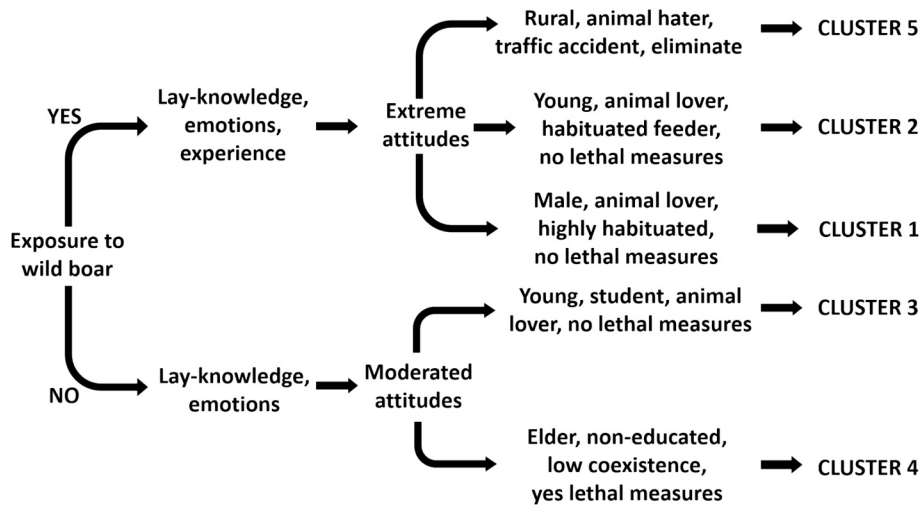 Rural, animal hater,
traffic accident, eliminate
CLUSTER 5
YES
Lay-knowledge,
emotions,
experience
Extreme
attitudes
Young, animal lover,
habituated feeder,
no lethal measures
CLUSTER 2
Male, animal lover,
highly habituated,
no lethal measures
CLUSTER 1
Exposure to
wild boar
Young, student, animal
lover, no lethal measures
CLUSTER 3
NO
Lay-knowledge,
emotions
Moderated
attitudes
Elder, non-educated,
low coexistence,
yes lethal measures
CLUSTER 4